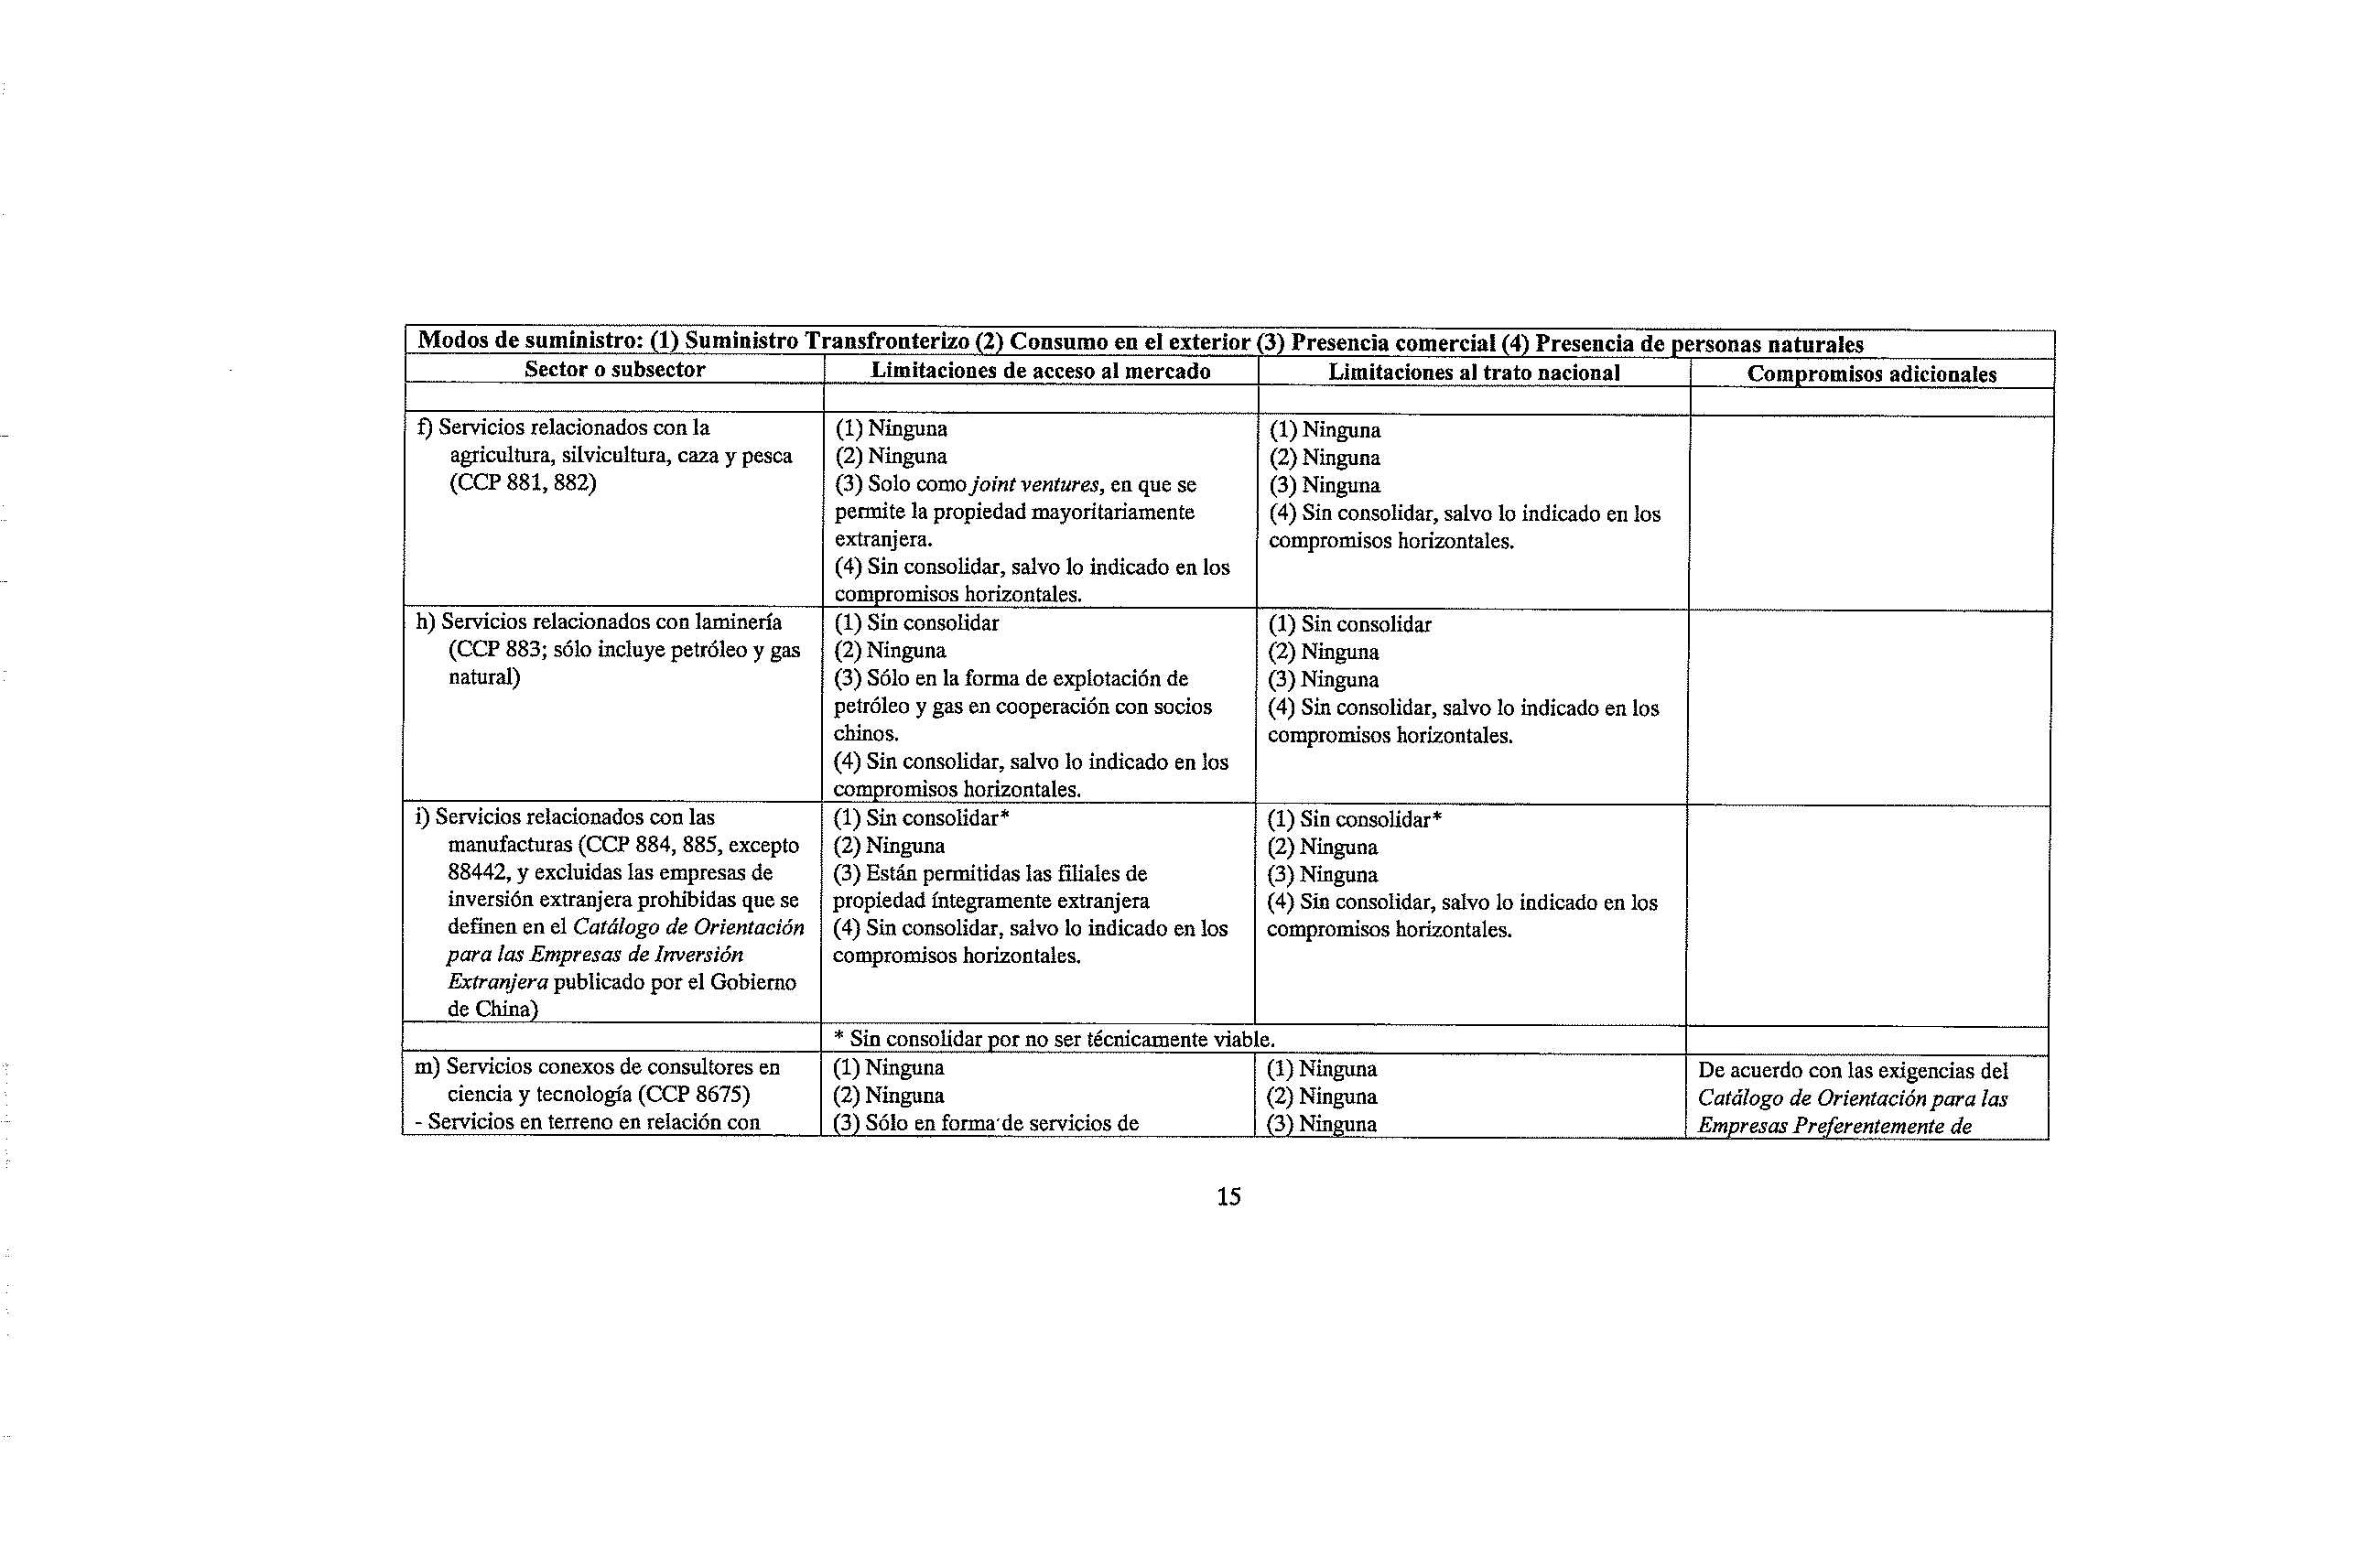 Modos de suministro: (1) Suministro Transfronterizo (2) Consumo en el exterior (3) Presencia comercial (4) Presencia de personas naturales
Sector o subsector
Limitaciones de acceso al mercado
Limitaciones al trato nacional
Compromisos adicionales
f) Servicios relacionados con la
agricultura, silvicultura, caza y pesca
(CCP 881, 882)
(1) Ninguna
(2) Ninguna
(3) Solo como joint ventures, en que se
permite la propiedad mayoritariamente
extranjera.
(4) Sin consolidar, salvo lo indicado en los
compromisos horizontales.
(1) Ninguna
(2) Ninguna
(3) Ninguna
(4) Sin consolidar, salvo lo indicado en los
compromisos horizontales.
h) Servicios relacionados con laminería
(CCP 883; sólo incluye petróleo y gas
natural)
(1) Sin consolidar
(2) Ninguna
(3) Sólo en la forma de explotación de
petróleo y gas en cooperación con socios
chinos.
(4) Sin consolidar, salvo lo indicado en los
compromisos horizontales.
(1) Sin consolidar
(2) Ninguna
(3) Ninguna
(4) Sin consolidar, salvo lo indicado en los
compromisos horizontales.
i) Servicios relacionados con las
manufacturas (CCP 884, 885, excepto
88442, y excluidas las empresas de
inversión extranjera prohibidas que se
definen en el Catálogo de Orientación
para las Empresas de Inversión
Extranjera publicado por el Gobierno
de China)
(1) Sin consolidar*
(2) Ninguna
(3) Están permitidas las filiales de
propiedad íntegramente extranjera
(4) Sin consolidar, salvo lo indicado en los
compromisos horizontales.
(1) Sin consolidar*
(2) Ninguna
(3) Ninguna
(4) Sin consolidar, salvo lo indicado en los
compromisos horizontales.
* Sin consolidar por no ser técnicamente viable.
m) Servicios conexos de consultores en
ciencia y tecnología (CCP 8675)
- Servicios en terreno en relación con
(1) Ninguna
(2) Ninguna
(3) Sólo en forma de servicios de
(1) Ninguna
(2) Ninguna
(3) Ninguna
De acuerdo con las exigencias del
Catálogo de Orientación para las
Empresas Preferentemente de
15